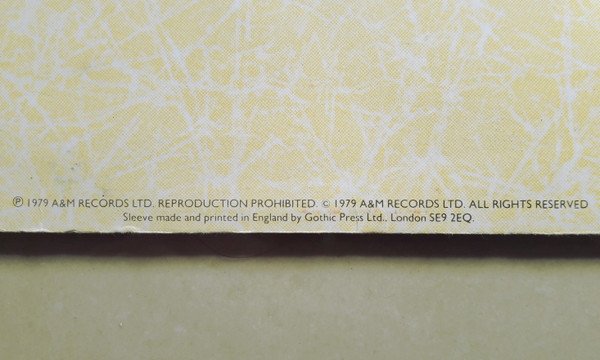 ℗ 1979 A&M RECORDS LTD. REPRODUCTION PROHIBITED. © 1979 A&M RECORDS LTD. ALL RIGHTS RESERVED
Sleeve made and printed in England by Gothic Press Ltd., London SE9 2EQ.